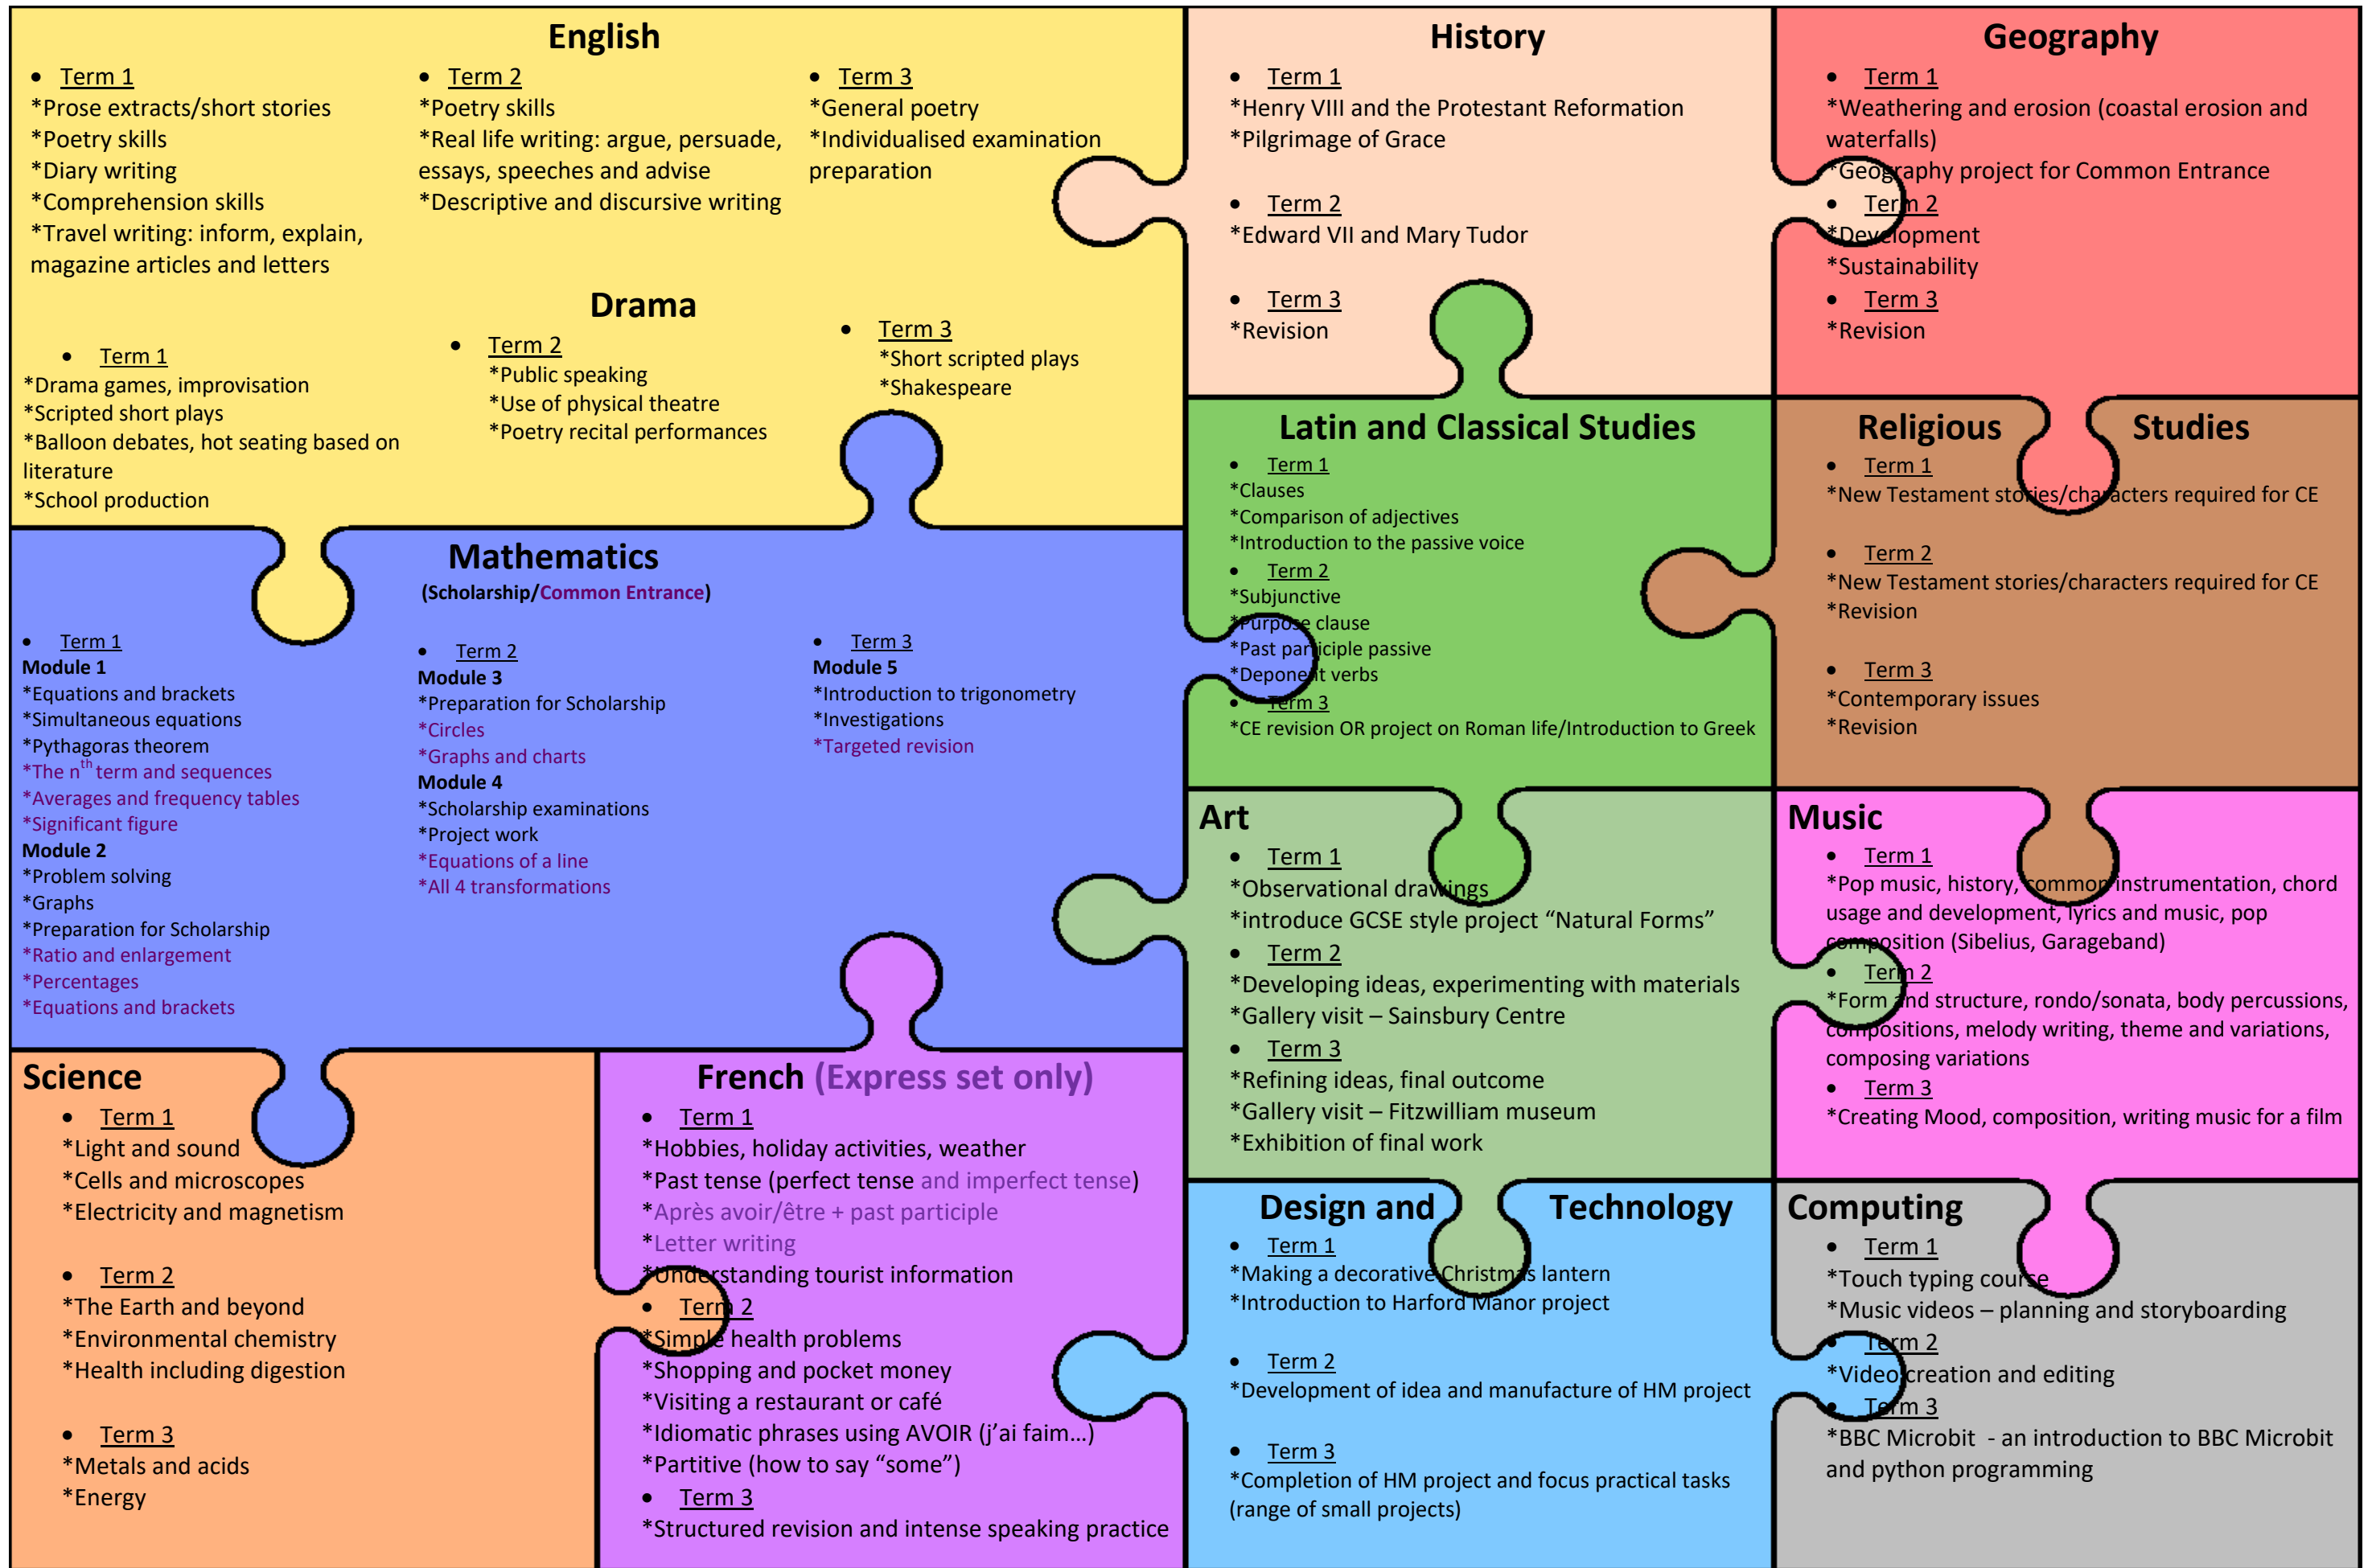 English
• Term 1
*Prose extracts/short stories
*Poetry skills
*Diary writing
*Comprehension skills
*Travel writing: inform, explain,
magazine articles and letters
• Term 2
*Poetry skills
*Real life writing: argue, persuade,
essays, speeches and advise
*Descriptive and discursive writing
• Term 3
*General poetry
*Individualised examination
preparation
Drama
• Term 1
*Drama games, improvisation
*Scripted short plays
*Balloon debates, hot seating based on
literature
*School production
• Term 2
*Public speaking
*Use of physical theatre
*Poetry recital performances
• Term 3
*Short scripted plays
*Shakespeare
History
• Term 1
*Henry VIII and the Protestant Reformation
*Pilgrimage of Grace
• Term 2
*Edward VII and Mary Tudor
• Term 3
*Revision
Geography
• Term 1
*Weathering and erosion (coastal erosion and
waterfalls)
*Geography project for Common Entrance
• Term 2
*Development
*Sustainability
• Term 3
*Revision
Mathematics
(Scholarship/Common Entrance)
• Term 1
Module 1
*Equations and brackets
*Simultaneous equations
*Pythagoras theorem
*The nth term and sequences
*Averages and frequency tables
*Significant figure
Module 2
*Problem solving
*Graphs
*Preparation for Scholarship
*Ratio and enlargement
*Percentages
*Equations and brackets
• Term 2
Module 3
*Preparation for Scholarship
*Circles
*Graphs and charts
Module 4
*Scholarship examinations
*Project work
*Equations of a line
*All 4 transformations
• Term 3
Module 5
*Introduction to trigonometry
*Investigations
*Targeted revision
Latin and Classical Studies
• Term 1
*Clauses
*Comparison of adjectives
*Introduction to the passive voice
• Term 2
*Subjunctive
*Purpose clause
*Past participle passive
*Deponent verbs
• Term 3
*CE revision OR project on Roman life/Introduction to Greek
Religious Studies
• Term 1
*New Testament stories/characters required for CE
• Term 2
*New Testament stories/characters required for CE
*Revision
• Term 3
*Contemporary issues
*Revision
Art
• Term 1
*Observational drawings
*introduce GCSE style project “Natural Forms”
• Term 2
*Developing ideas, experimenting with materials
*Gallery visit – Sainsbury Centre
• Term 3
*Refining ideas, final outcome
*Gallery visit – Fitzwilliam museum
*Exhibition of final work
Music
• Term 1
*Pop music, history, common instrumentation, chord
usage and development, lyrics and music, pop
composition (Sibelius, Garageband)
• Term 2
*Form and structure, rondo/sonata, body percussions,
compositions, melody writing, theme and variations,
composing variations
• Term 3
*Creating Mood, composition, writing music for a film
Science
• Term 1
*Light and sound
*Cells and microscopes
*Electricity and magnetism
• Term 2
*The Earth and beyond
*Environmental chemistry
*Health including digestion
• Term 3
*Metals and acids
*Energy
French (Express set only)
• Term 1
*Hobbies, holiday activities, weather
*Past tense (perfect tense and imperfect tense)
*Après avoir/être + past participle
*Letter writing
*Understanding tourist information
• Term 2
*Simple health problems
*Shopping and pocket money
*Visiting a restaurant or café
*Idiomatic phrases using AVOIR (j’ai faim…)
*Partitive (how to say “some”)
• Term 3
*Structured revision and intense speaking practice
Design and Technology
• Term 1
*Making a decorative Christmas lantern
*Introduction to Harford Manor project
• Term 2
*Development of idea and manufacture of HM project
• Term 3
*Completion of HM project and focus practical tasks
(range of small projects)
Computing
• Term 1
*Touch typing course
*Music videos – planning and storyboarding
• Term 2
*Video creation and editing
• Term 3
*BBC Microbit - an introduction to BBC Microbit
and python programming